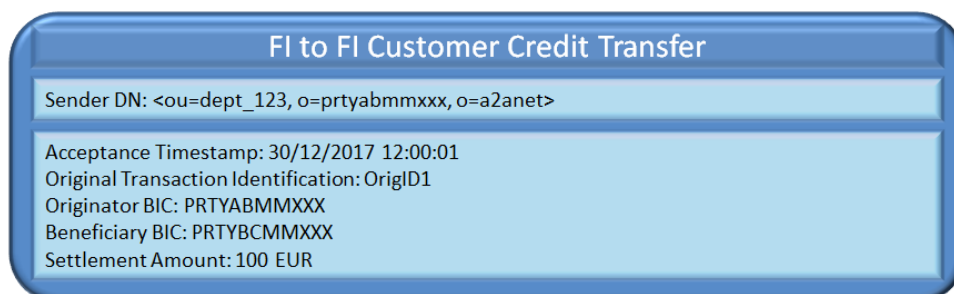 FI to FI Customer Credit Transfer
Sender DN: <ou=dept_123, o=prtyabmmxxx, o=a2anet>
Acceptance Timestamp: 30/12/2017 12:00:01
Original Transaction Identification: OrigID1
Originator BIC: PRTYABMMXXX
Beneficiary BIC: PRTYBCMMXXX
Settlement Amount: 100 EUR